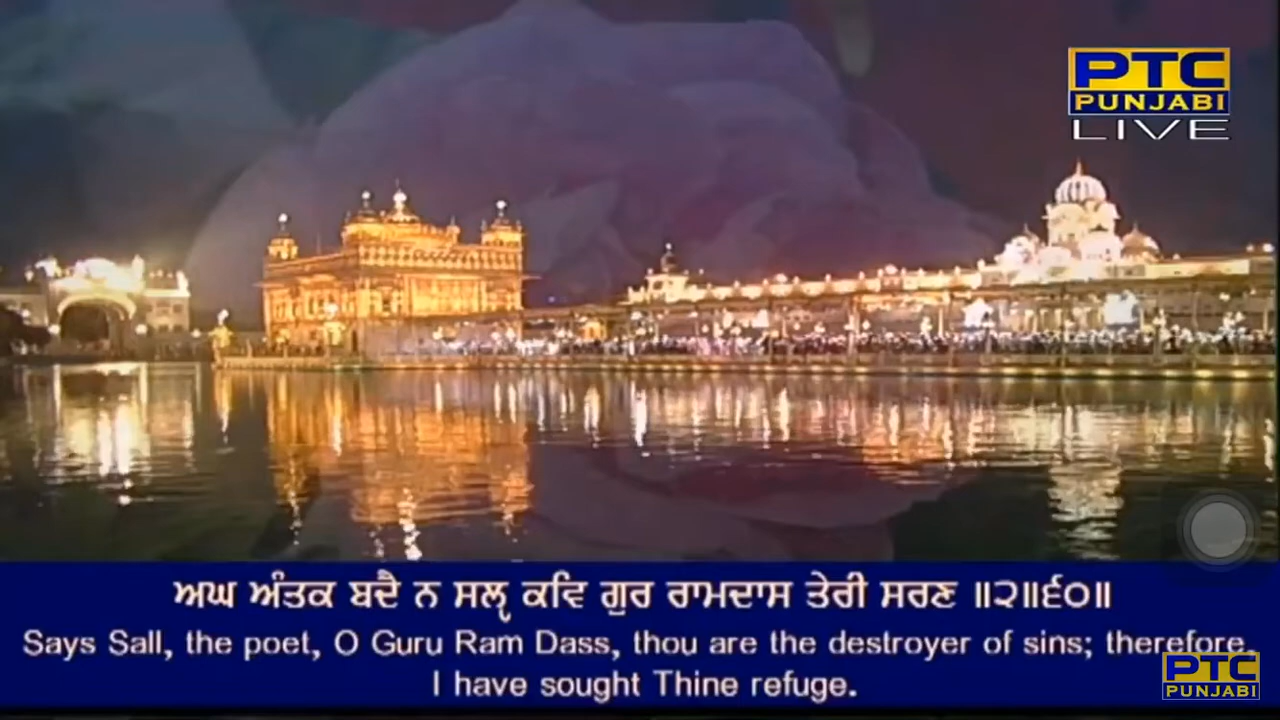 PTC
PUNJABI
LIVE
ਅਘ ਅੰਤਕ ਬਦੈ ਨ ਸਲੵ ਕਵਿ ਗੁਰ ਰਾਮਦਾਸ ਤੇਰੀ ਸਰਣ ॥੨॥੬੦॥
Says Sall, the poet, O Guru Ram Dass, thou are the destroyer of sins; therefore,
I have sought Thine refuge.
PTC
PUNJABI